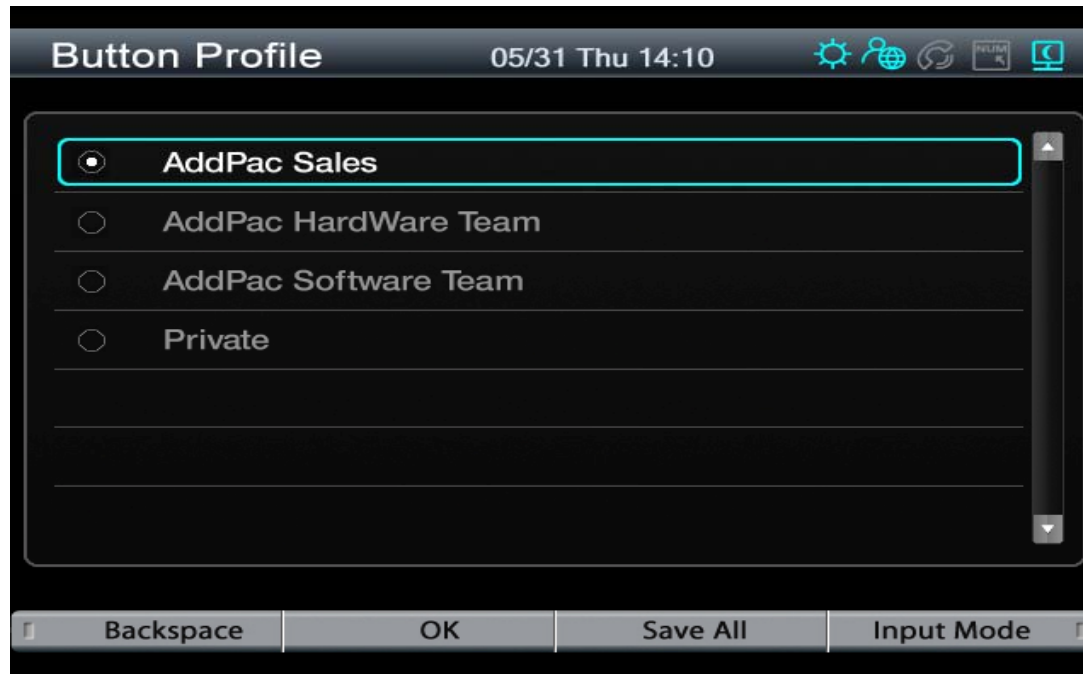 Button Profile 05/31 Thu 14:10 NUM
AddPac Sales
AddPac HardWare Team
AddPac Software Team
Private
Backspace OK Save All Input Mode